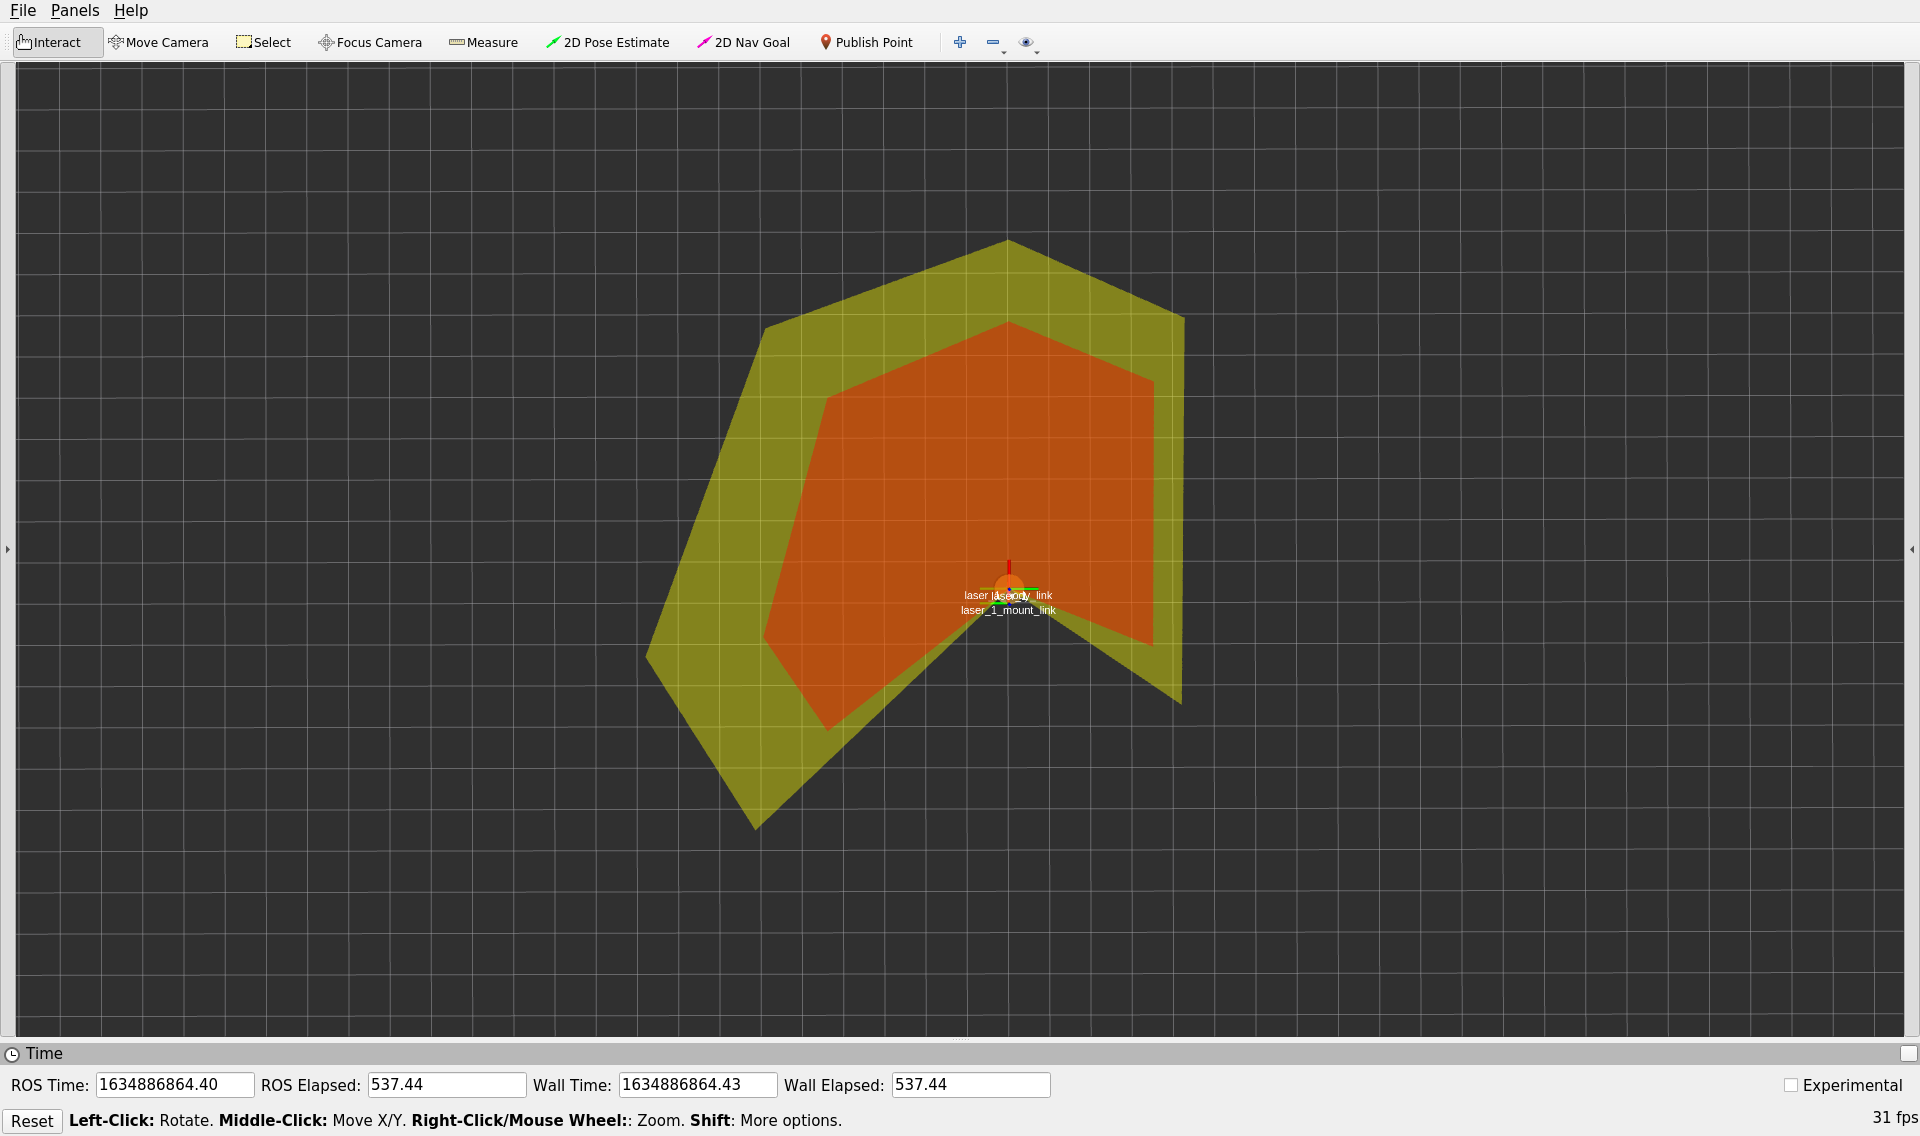 File Panels Help
Interact Move Camera Select Focus Camera Measure 2D Pose Estimate 2D Nav Goal Publish Point
laser_1_mount_link
Time
ROS Time: 1634886864.40 ROS Elapsed: 537.44 Wall Time: 1634886864.43 Wall Elapsed: 537.44 Experimental
Reset Left-Click: Rotate. Middle-Click: Move X/Y. Right-Click/Mouse Wheel:: Zoom. Shift: More options. 31 fps